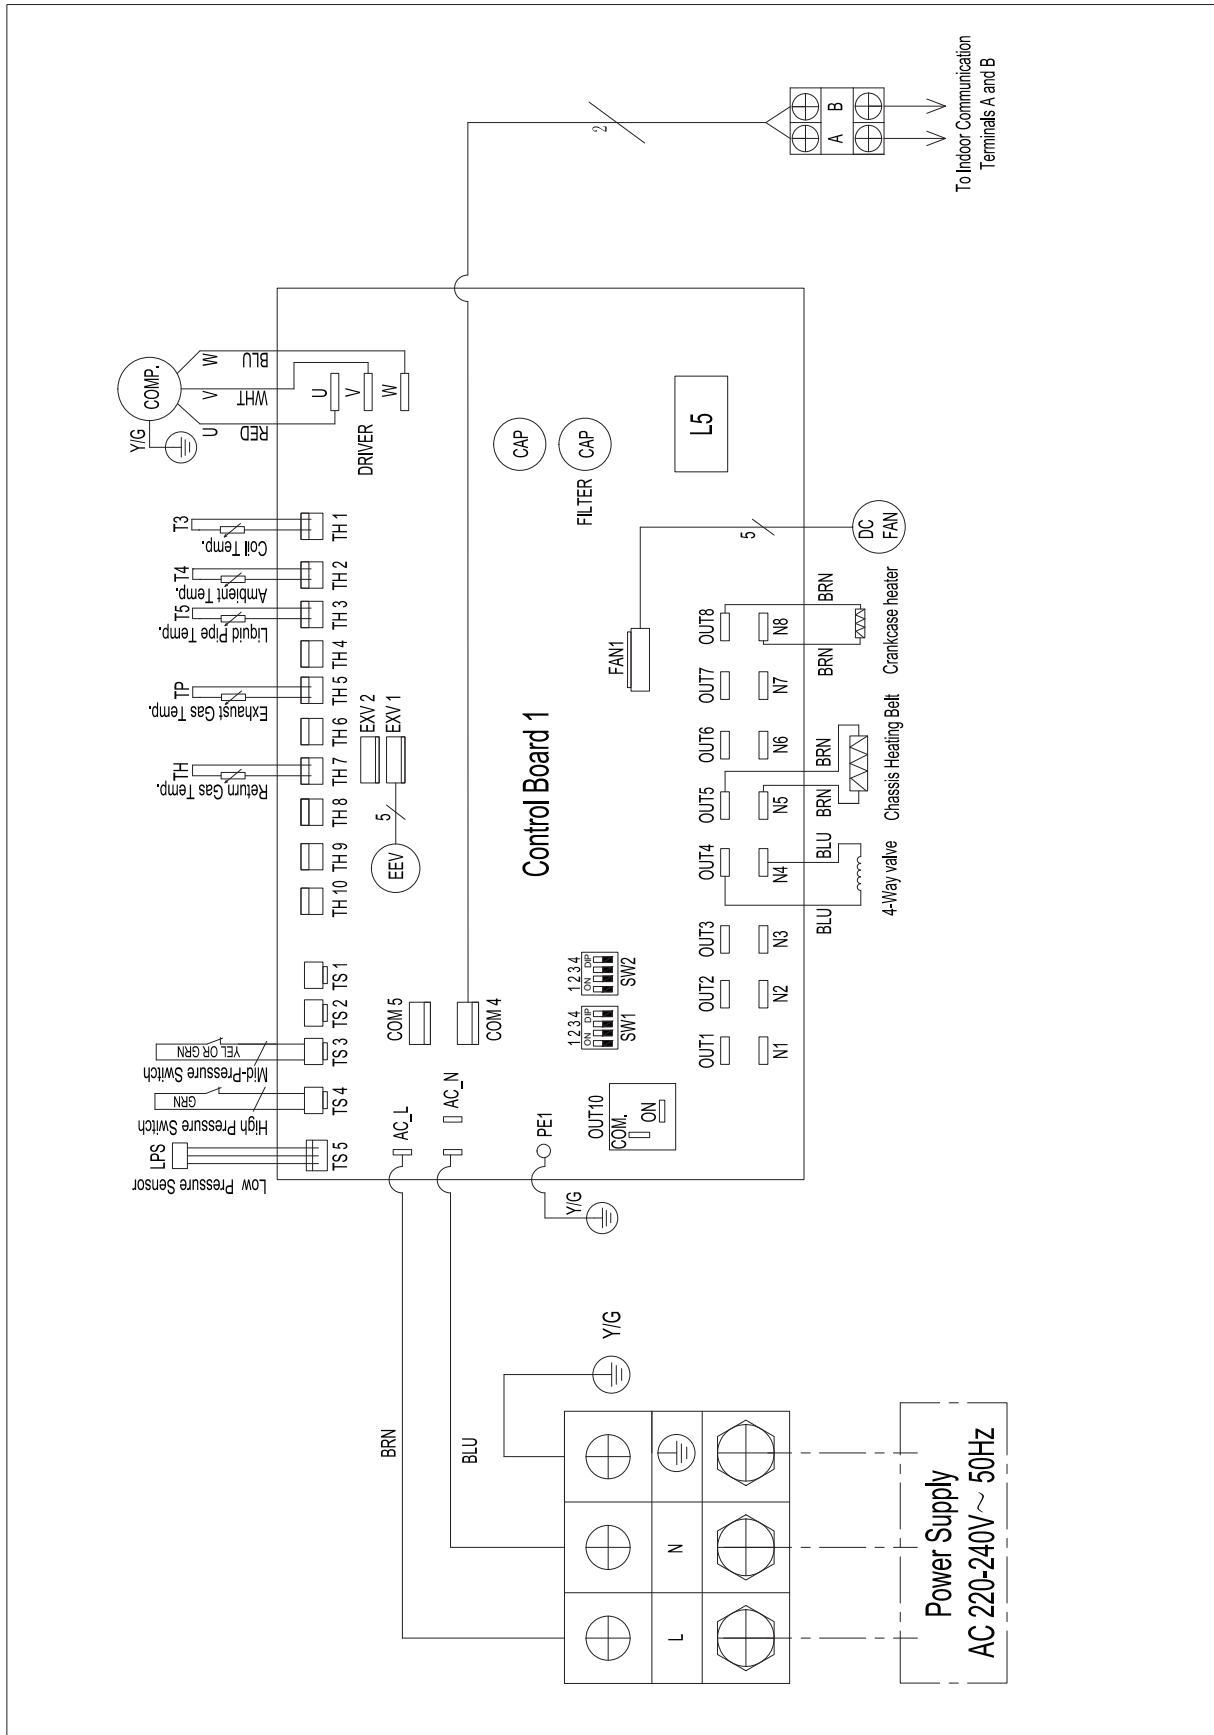 Low Pressure Sensor
LPS
TS 5
High Pressure Switch
GRN
TS 4
Mid-Pressure Switch
YEL OR GRN
TS 3
TS 2
TS 1
TH 10
TH 9
TH 8
Return Gas Temp.
TH
TH 7
TH 6
Exhaust Gas Temp.
TP
TH 5
TH 4
Liquid Pipe Temp.
T5
TH 3
Ambient Temp.
T4
TH 2
Coil Temp.
T3
TH 1
Y/G
COMP.
U
V
W
RED
WHT
BLU
U
V
W
DRIVER
AC_L
AC_N
COM 5
COM 4
EEV
5
EXV 2
EXV 1
CAP
CAP
FILTER
L5
PE1
Y/G
Control Board 1
OUT10
COM.
ON
1 2 3 4
ON DIP
SW1
1 2 3 4
ON DIP
SW2
FAN1
5
DC
FAN
OUT1
OUT2
OUT3
OUT4
OUT5
OUT6
OUT7
OUT8
N1
N2
N3
N4
N5
N6
N7
N8
BLU
BLU
BRN
BRN
BRN
BRN
4-Way valve
Chassis Heating Belt
Crankcase heater
2
A
B
To Indoor Communication
Terminals A and B
BRN
BLU
Y/G
L
N
Power Supply
AC 220-240V～ 50Hz